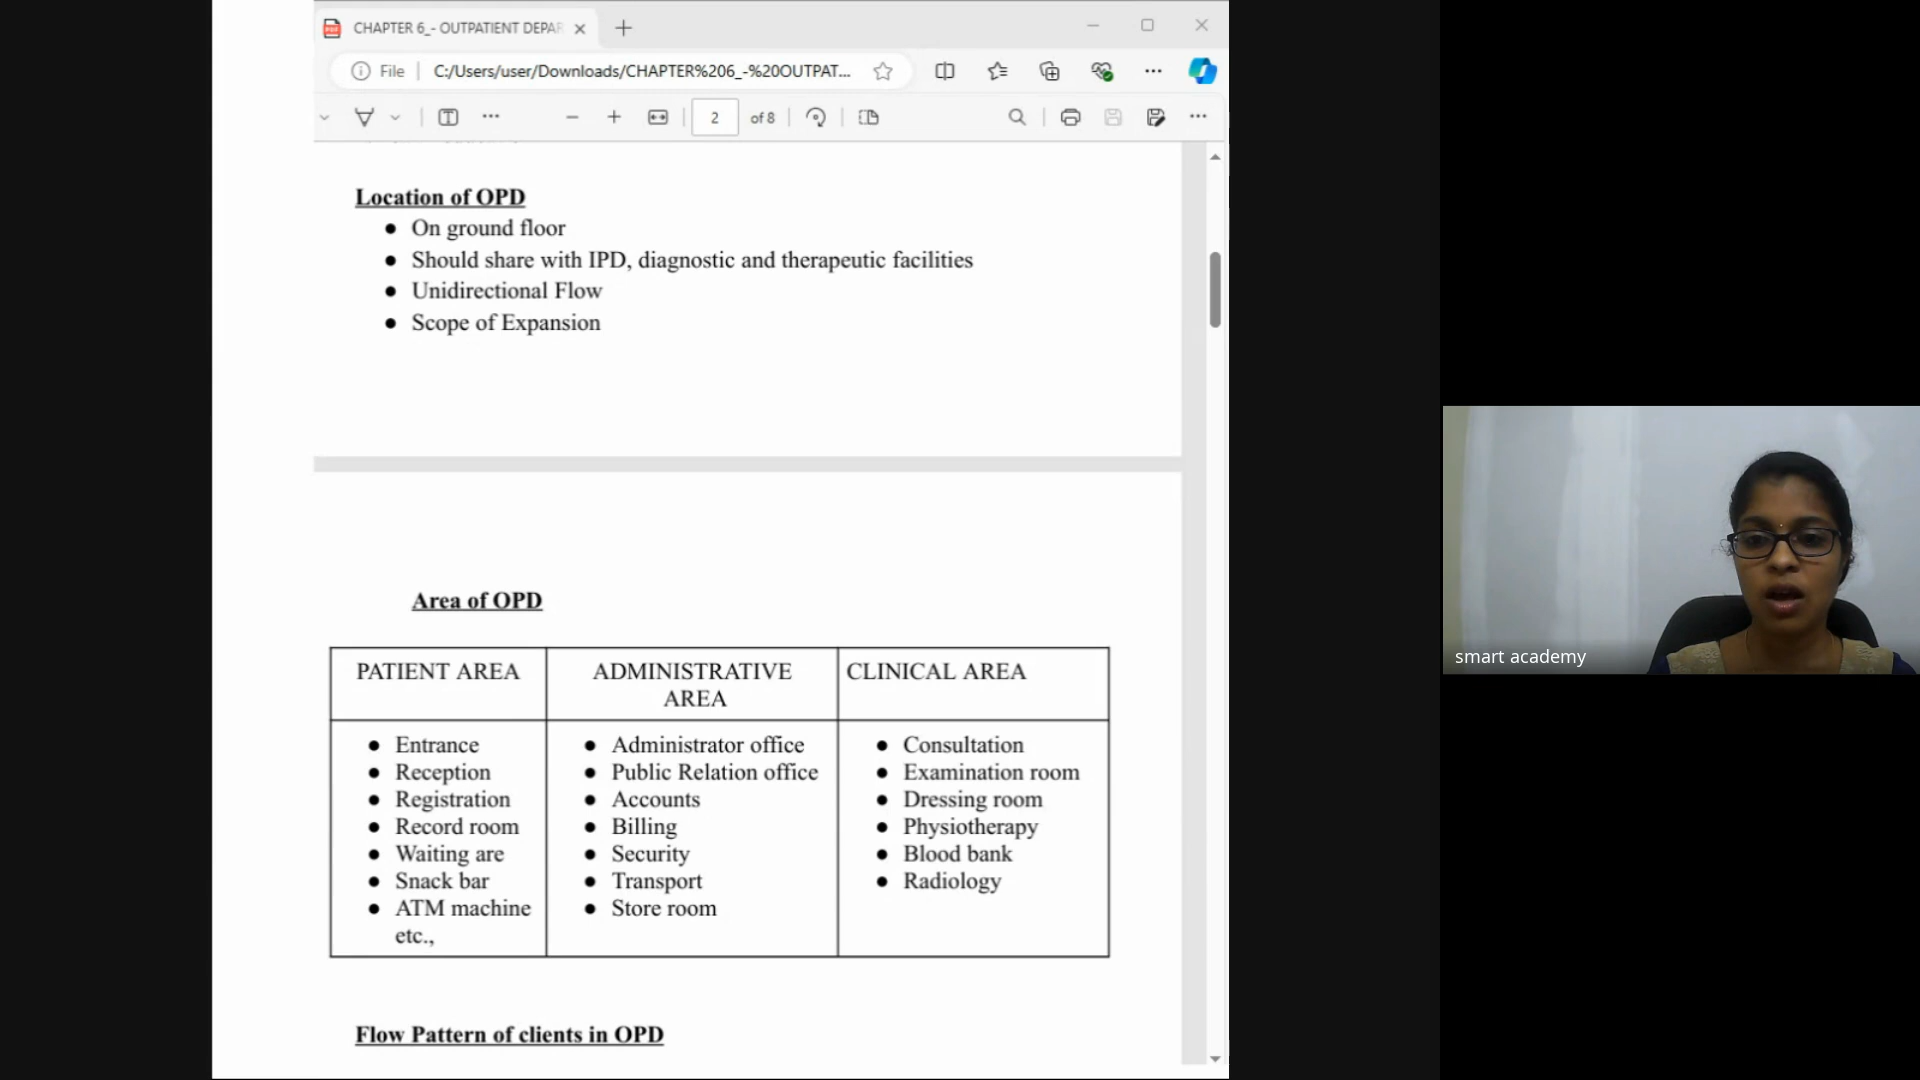 CHAPTER 6_- OUTPATIENT DEPAR
File
C:/Users/user/Downloads/CHAPTER%206_-%20OUTPAT...
2 of 8
Location of OPD
● On ground floor
● Should share with IPD, diagnostic and therapeutic facilities
● Unidirectional Flow
● Scope of Expansion
Area of OPD
PATIENT AREA
● Entrance
● Reception
● Registration
● Record room
● Waiting are
● Snack bar
● ATM machine
etc.,
ADMINISTRATIVE
AREA
● Administrator office
● Public Relation office
● Accounts
● Billing
● Security
● Transport
● Store room
CLINICAL AREA
● Consultation
● Examination room
● Dressing room
● Physiotherapy
● Blood bank
● Radiology
Flow Pattern of clients in OPD
smart academy